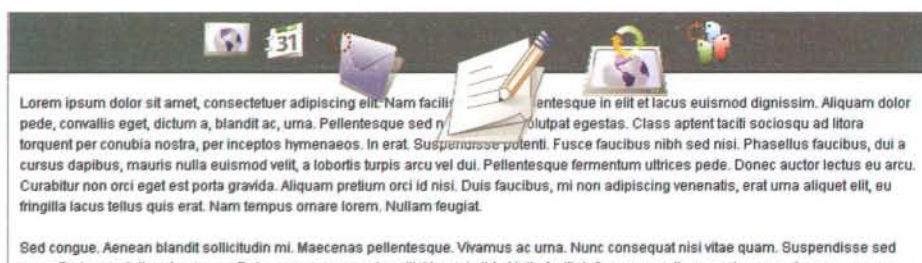 31
Lorem ipsum dolor sit amet, consectetuer adipiscing elit. Nam facilis entesque in elit et lacus euismod dignissim. Aliquam dolor
pede, convallis eget, dictum a, blandit ac, urna. Pellentesque sed n olutpat egestas. Class aptent taciti sociosqu ad litora
torquent per conubia nostra, per inceptos hymenaeos. In erat. Suspendisse potenti. Fusce faucibus nibh sed nisi. Phasellus faucibus, dui a
cursus dapibus, mauris nulla euismod velit, a lobortis turpis arcu vel dui. Pellentesque fermentum ultrices pede. Donec auctor lectus eu arcu.
Curabitur non orci eget est porta gravida. Aliquam pretium orci id nisi. Duis faucibus, mi non adipiscing venenatis, erat urna aliquet elit, eu
fringilla lacus tellus quis erat. Nam tempus ornare lorem. Nullam feugiat.
Sed congue. Aenean blandit sollicitudin mi. Maecenas pellentesque. Vivamus ac urna. Nunc consequat nisi vitae quam. Suspendisse sed